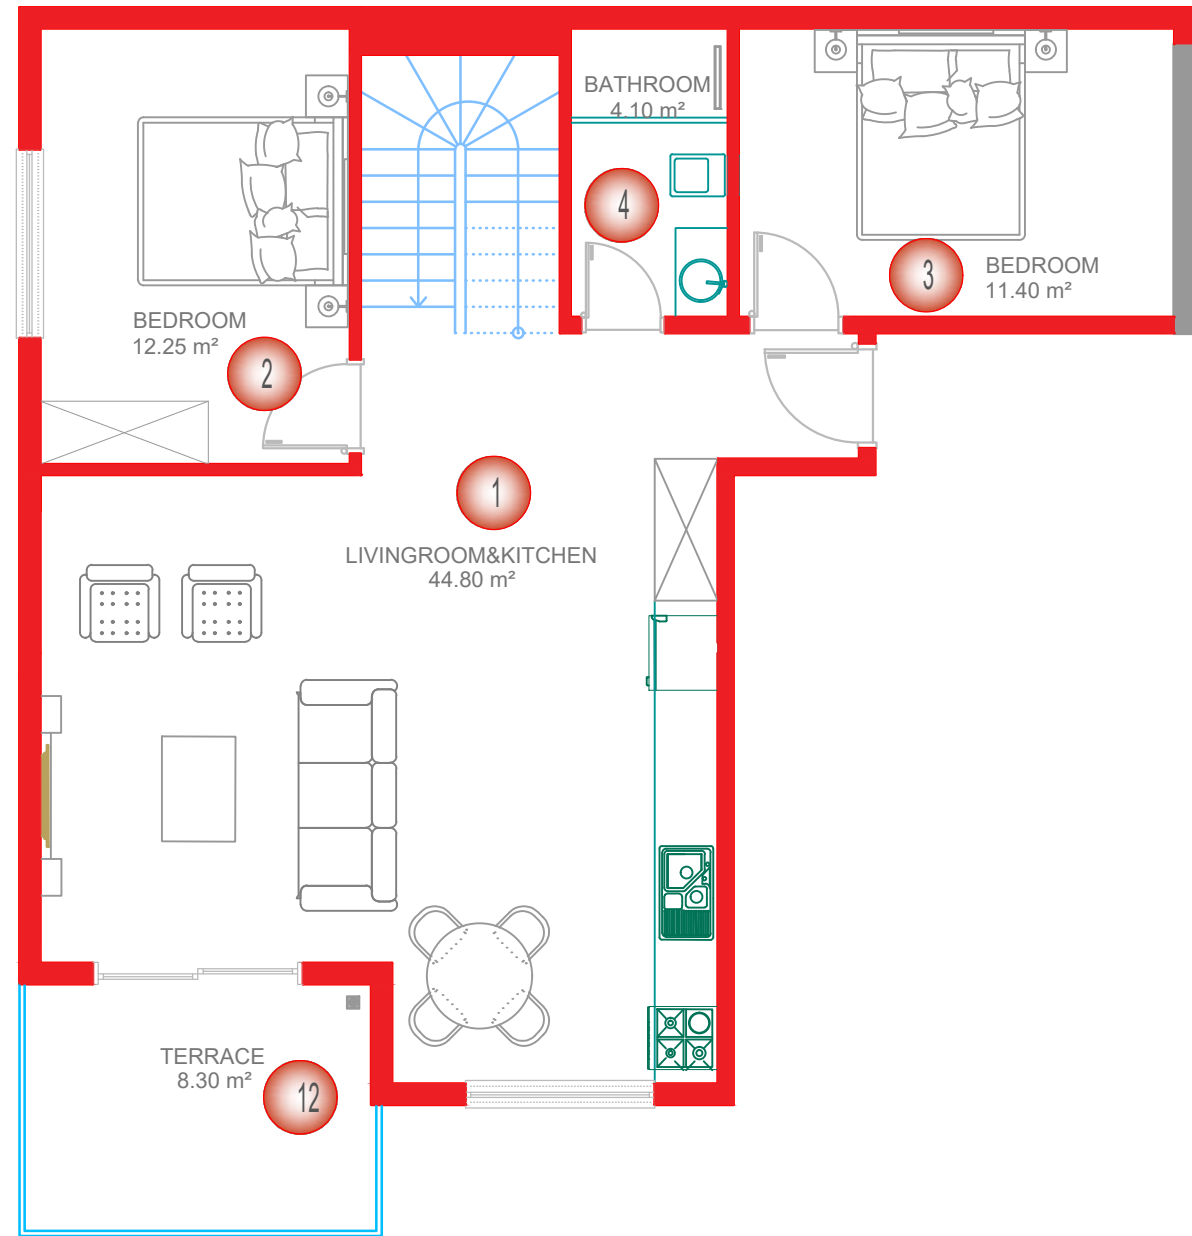 BATHROOM
4.10 m²
4
BEDROOM
11.40 m²
3
BEDROOM
12.25 m²
2
1
LIVINGROOM&KITCHEN
44.80 m²
TERRACE
8.30 m²
12